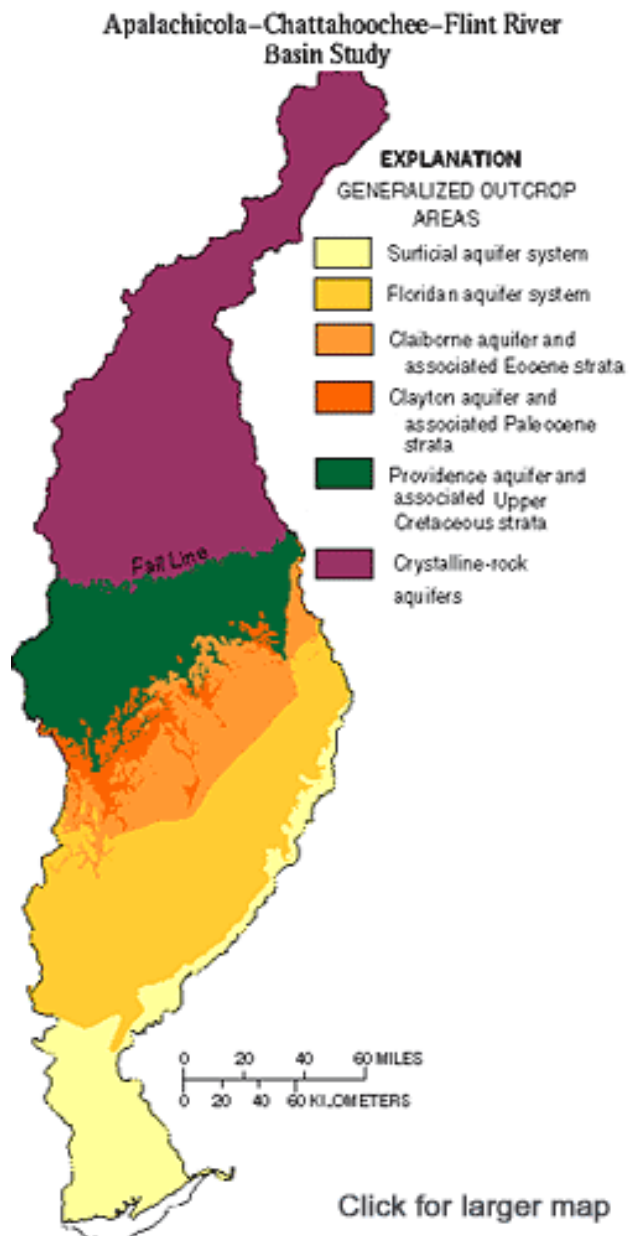 Apalachicola–Chattahoochee–Flint River
Basin Study
EXPLANATION
GENERALIZED OUTCROP
AREAS
Surficial aquifer system
Floridan aquifer system
Claiborne aquifer and
associated Eocene strata
Clayton aquifer and
associated Paleocene
strata
Providence aquifer and
associated Upper
Cretaceous strata
Crystalline-rock
aquifers
Fall Line
0 20 40 60 MILES
0 20 40 60 KILOMETERS
Click for larger map